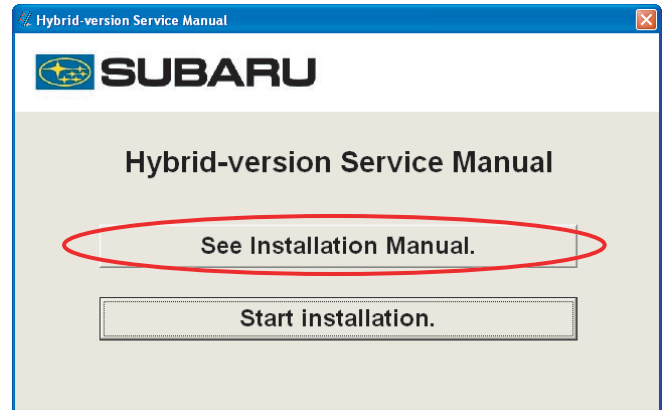 Hybrid-version Service Manual
SUBARU
Hybrid-version Service Manual
See Installation Manual.
Start installation.